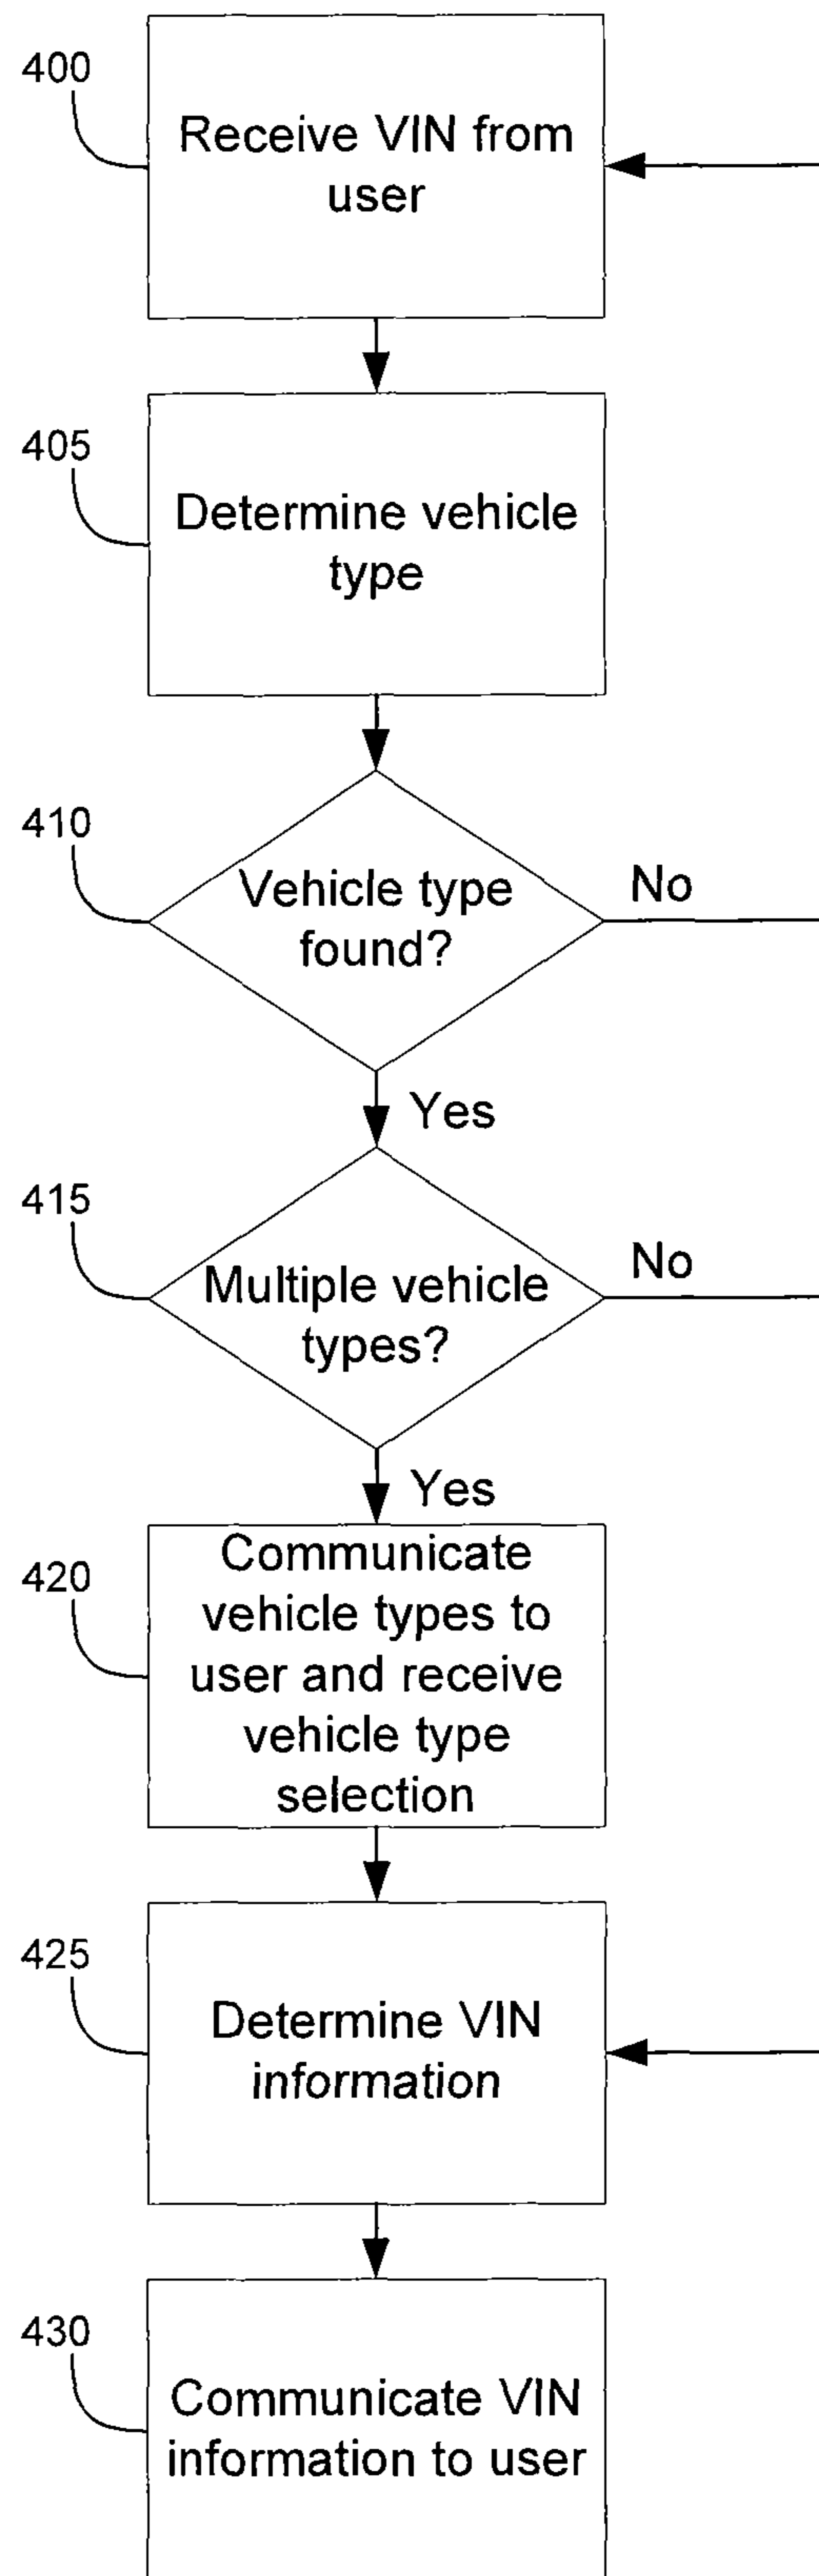 400
Receive VIN from
user
405
Determine vehicle
type
410
Vehicle type
found?
No
Yes
415
Multiple vehicle
types?
No
Yes
420
Communicate
vehicle types to
user and receive
vehicle type
selection
425
Determine VIN
information
430
Communicate VIN
information to user